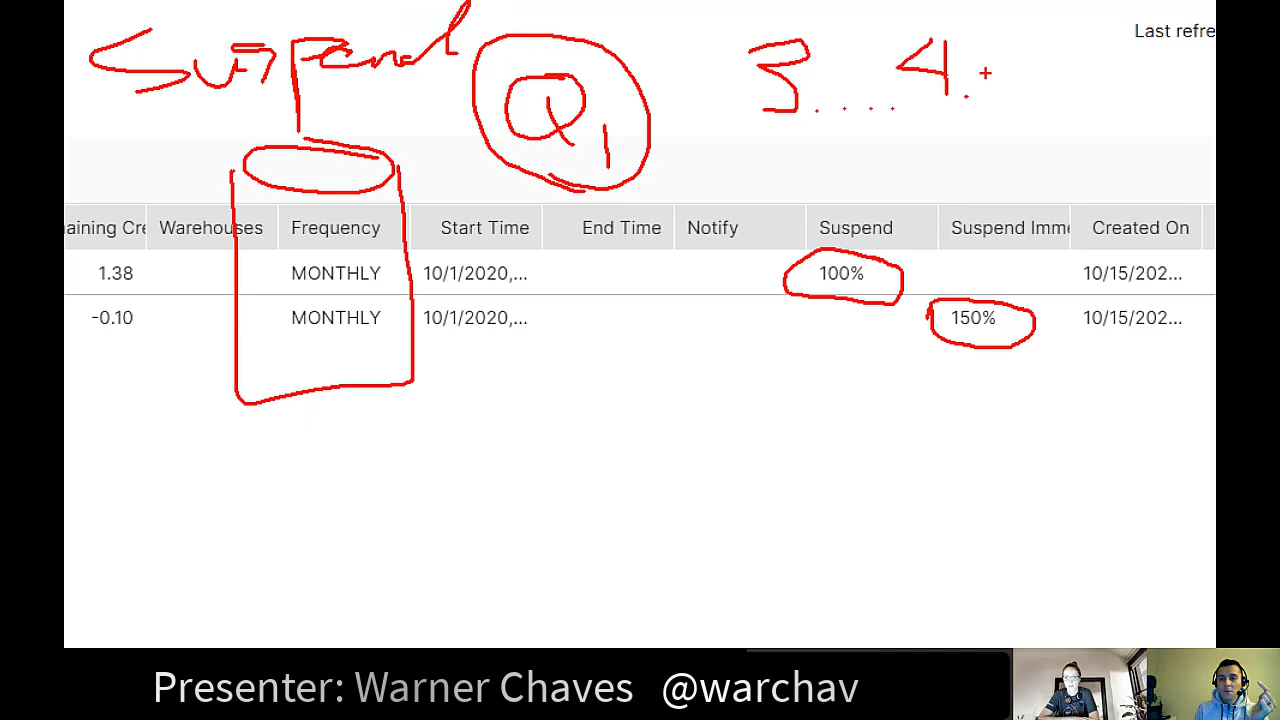 Last refre
Suspend Q1 3 . . . . 4 .
aining Cre Warehouses Frequency Start Time End Time Notify Suspend Suspend Imme Created On
1.38 MONTHLY 10/1/2020,... 100% 10/15/202...
-0.10 MONTHLY 10/1/2020,... 150% 10/15/202...
Presenter: Warner Chaves @warchav